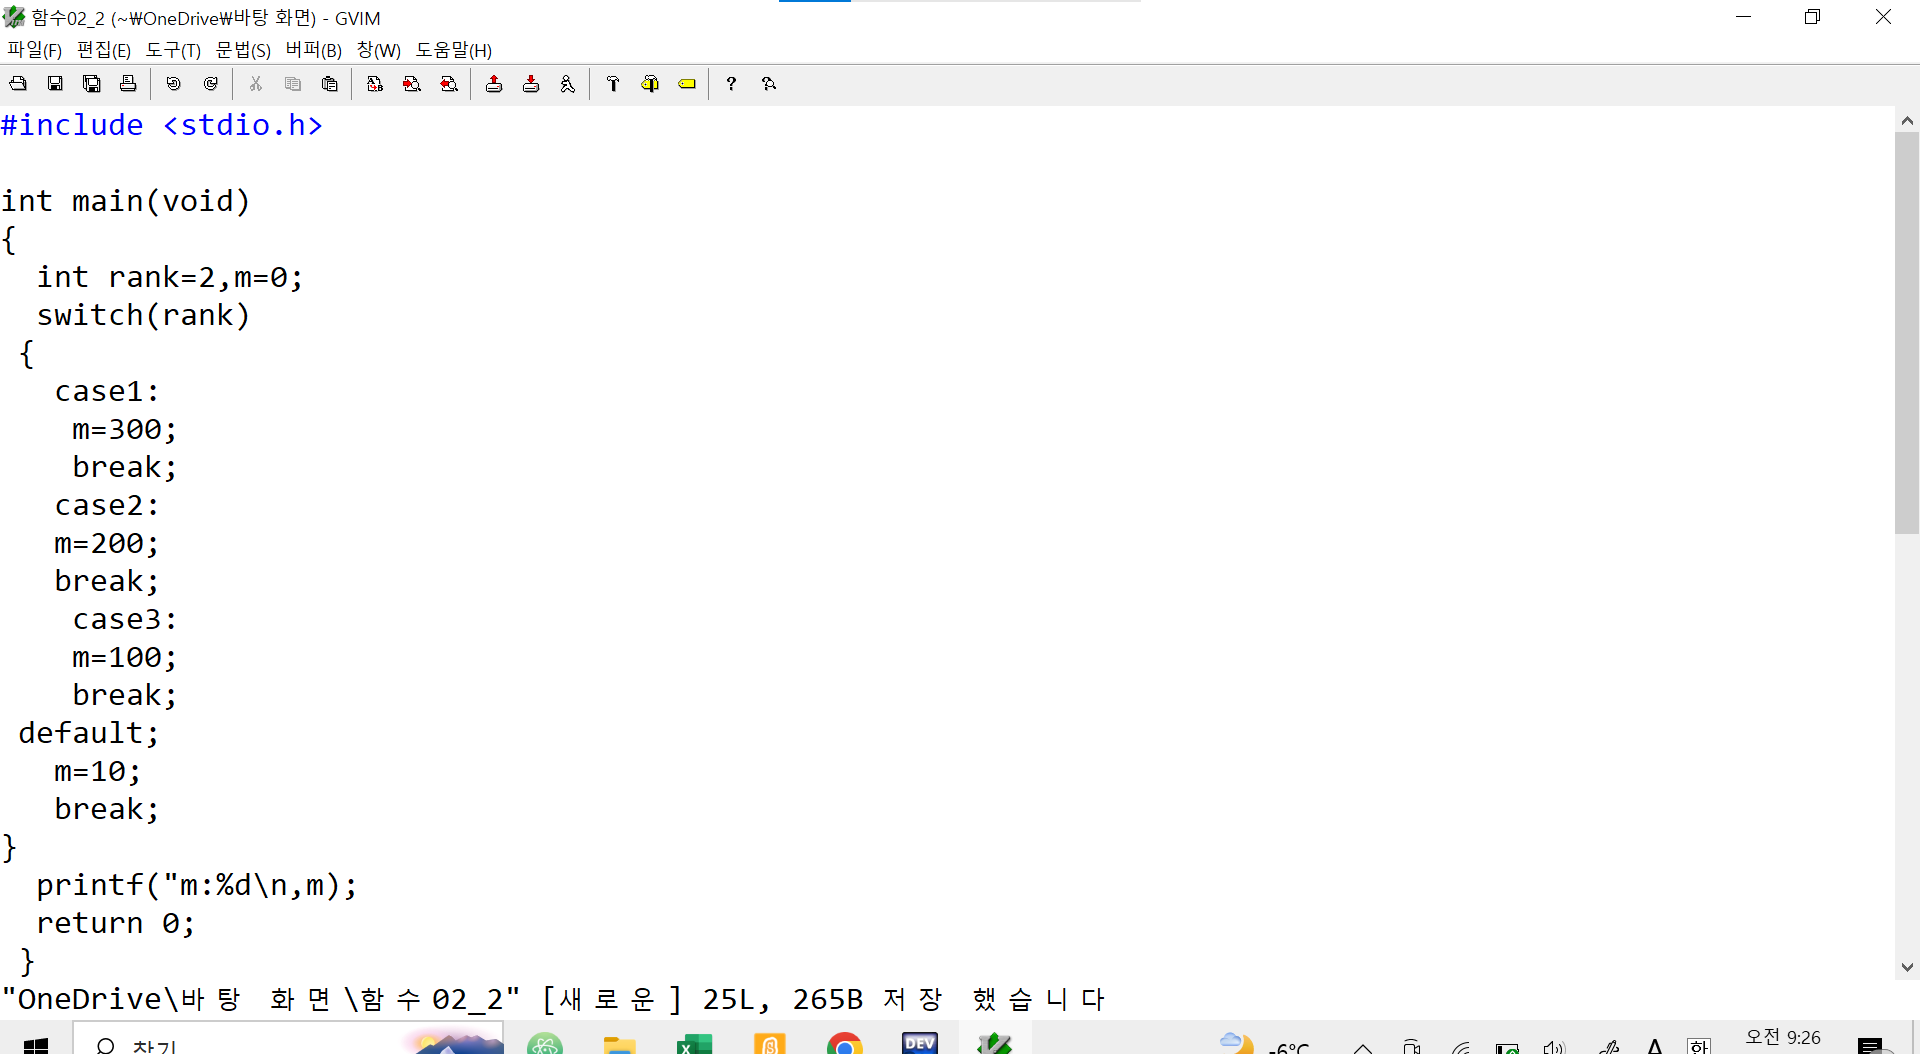 함수02_2 (~₩OneDrive₩바탕 화면) - GVIM
파일(F) 편집(E) 도구(T) 문법(S) 버퍼(B) 창(W) 도움말(H)
#include <stdio.h>
int main(void)
{
int rank=2,m=0;
switch(rank)
{
case1:
m=300;
break;
case2:
m=200;
break;
case3:
m=100;
break;
default;
m=10;
break;
}
printf("m:%d\n,m);
return 0;
}
"OneDrive\바탕 화면\함수02_2" [새로운] 25L, 265B 저장 했습니다
찾기
DEV
-6°C
A
한
오전 9:26